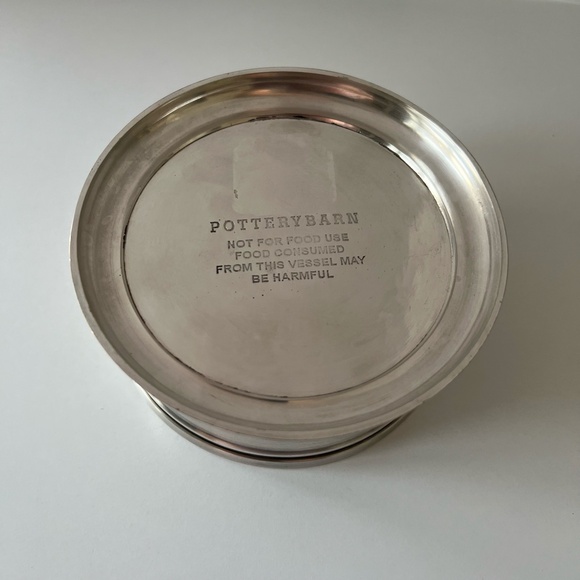 POTTERYBARN
NOT FOR FOOD USE
FOOD CONSUMED
FROM THIS VESSEL MAY
BE HARMFUL